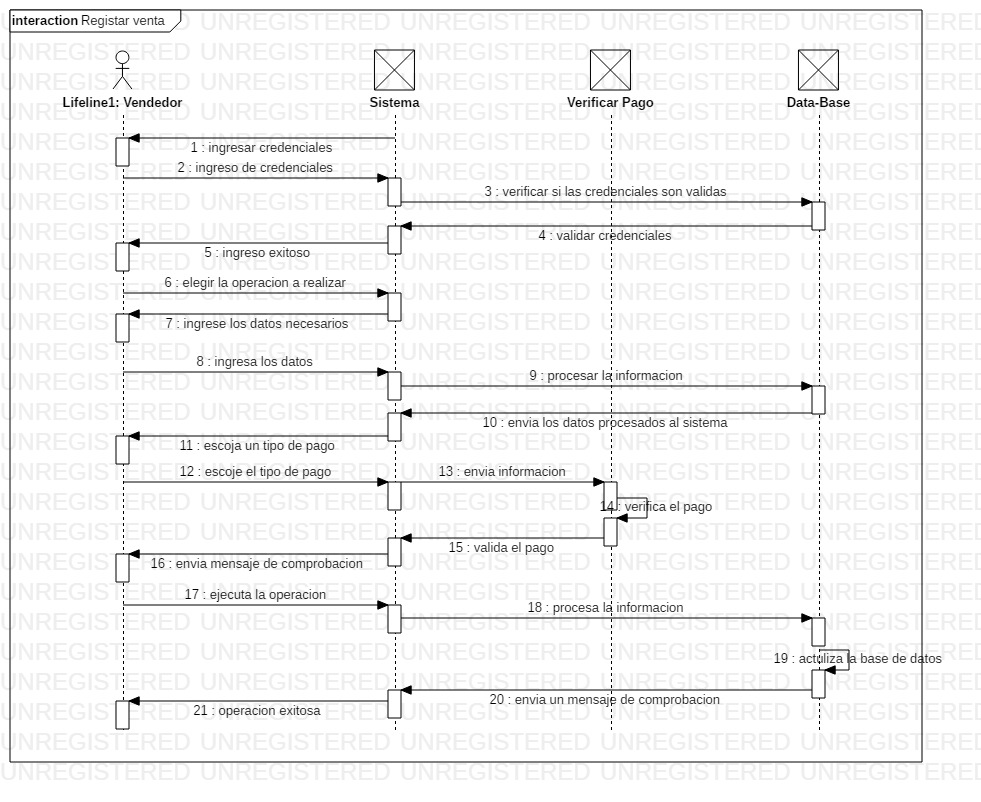 interaction Registar venta
Lifeline1: Vendedor
Sistema
Verificar Pago
Data-Base
1 : ingresar credenciales
2 : ingreso de credenciales
3 : verificar si las credenciales son validas
4 : validar credenciales
5 : ingreso exitoso
6 : elegir la operacion a realizar
7 : ingrese los datos necesarios
8 : ingresa los datos
9 : procesar la informacion
10 : envia los datos procesados al sistema
11 : escoja un tipo de pago
12 : escoje el tipo de pago
13 : envia informacion
14 : verifica el pago
15 : valida el pago
16 : envia mensaje de comprobacion
17 : ejecuta la operacion
18 : procesa la informacion
19 : actuliza la base de datos
20 : envia un mensaje de comprobacion
21 : operacion exitosa
UNREGISTERED UNREGISTERED UNREGISTERED UNREGISTERED UNREGISTERED